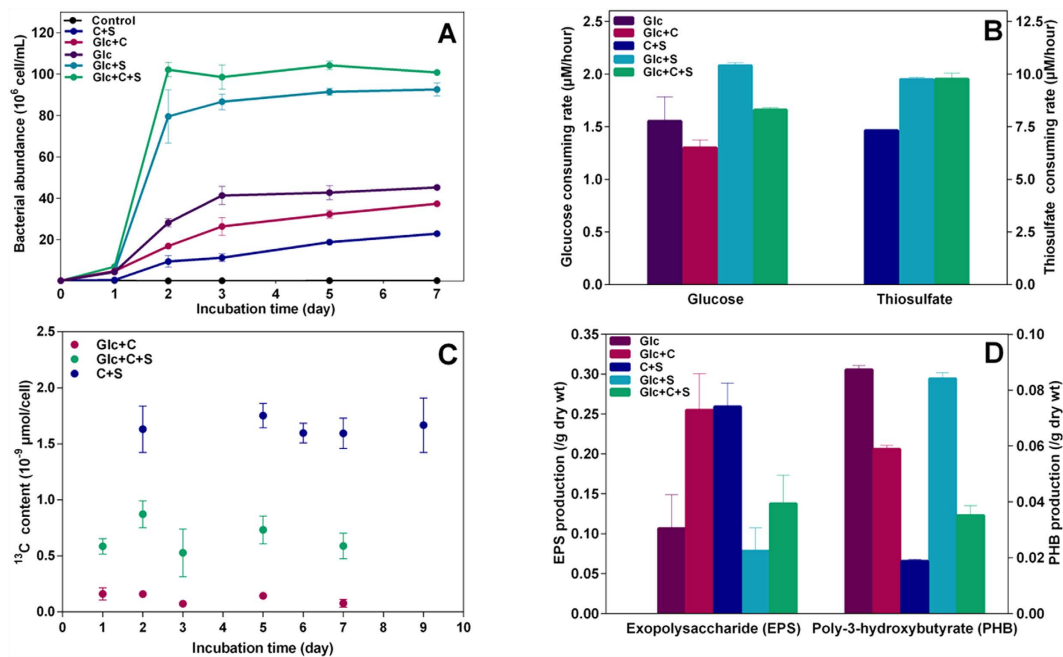 A
Control
C+S
Glc+C
Glc
Glc+S
Glc+C+S
Bacterial abundance (10⁶ cell/mL)
120
100
80
60
40
20
0 1 2 3 4 5 6 7
Incubation time (day)
B
Glc
Glc+C
C+S
Glc+S
Glc+C+S
Glcucose consuming rate (μM/hour)
2.5
2.0
1.5
1.0
0.5
0.0
Thiosulfate consuming rate (μM/hour)
12.5
10.0
7.5
5.0
2.5
0.0
Glucose Thiosulfate
C
Glc+C
Glc+C+S
C+S
¹³C content (10⁻⁹ μmol/cell)
2.5
2.0
1.5
1.0
0.5
0.0
0 1 2 3 4 5 6 7 8 9 10
Incubation time (day)
D
Glc
Glc+C
C+S
Glc+S
Glc+C+S
EPS production (/g dry wt)
0.35
0.30
0.25
0.20
0.15
0.10
0.05
0.00
PHB production (/g dry wt)
0.10
0.08
0.06
0.04
0.02
0.00
Exopolysaccharide (EPS) Poly-3-hydroxybutyrate (PHB)